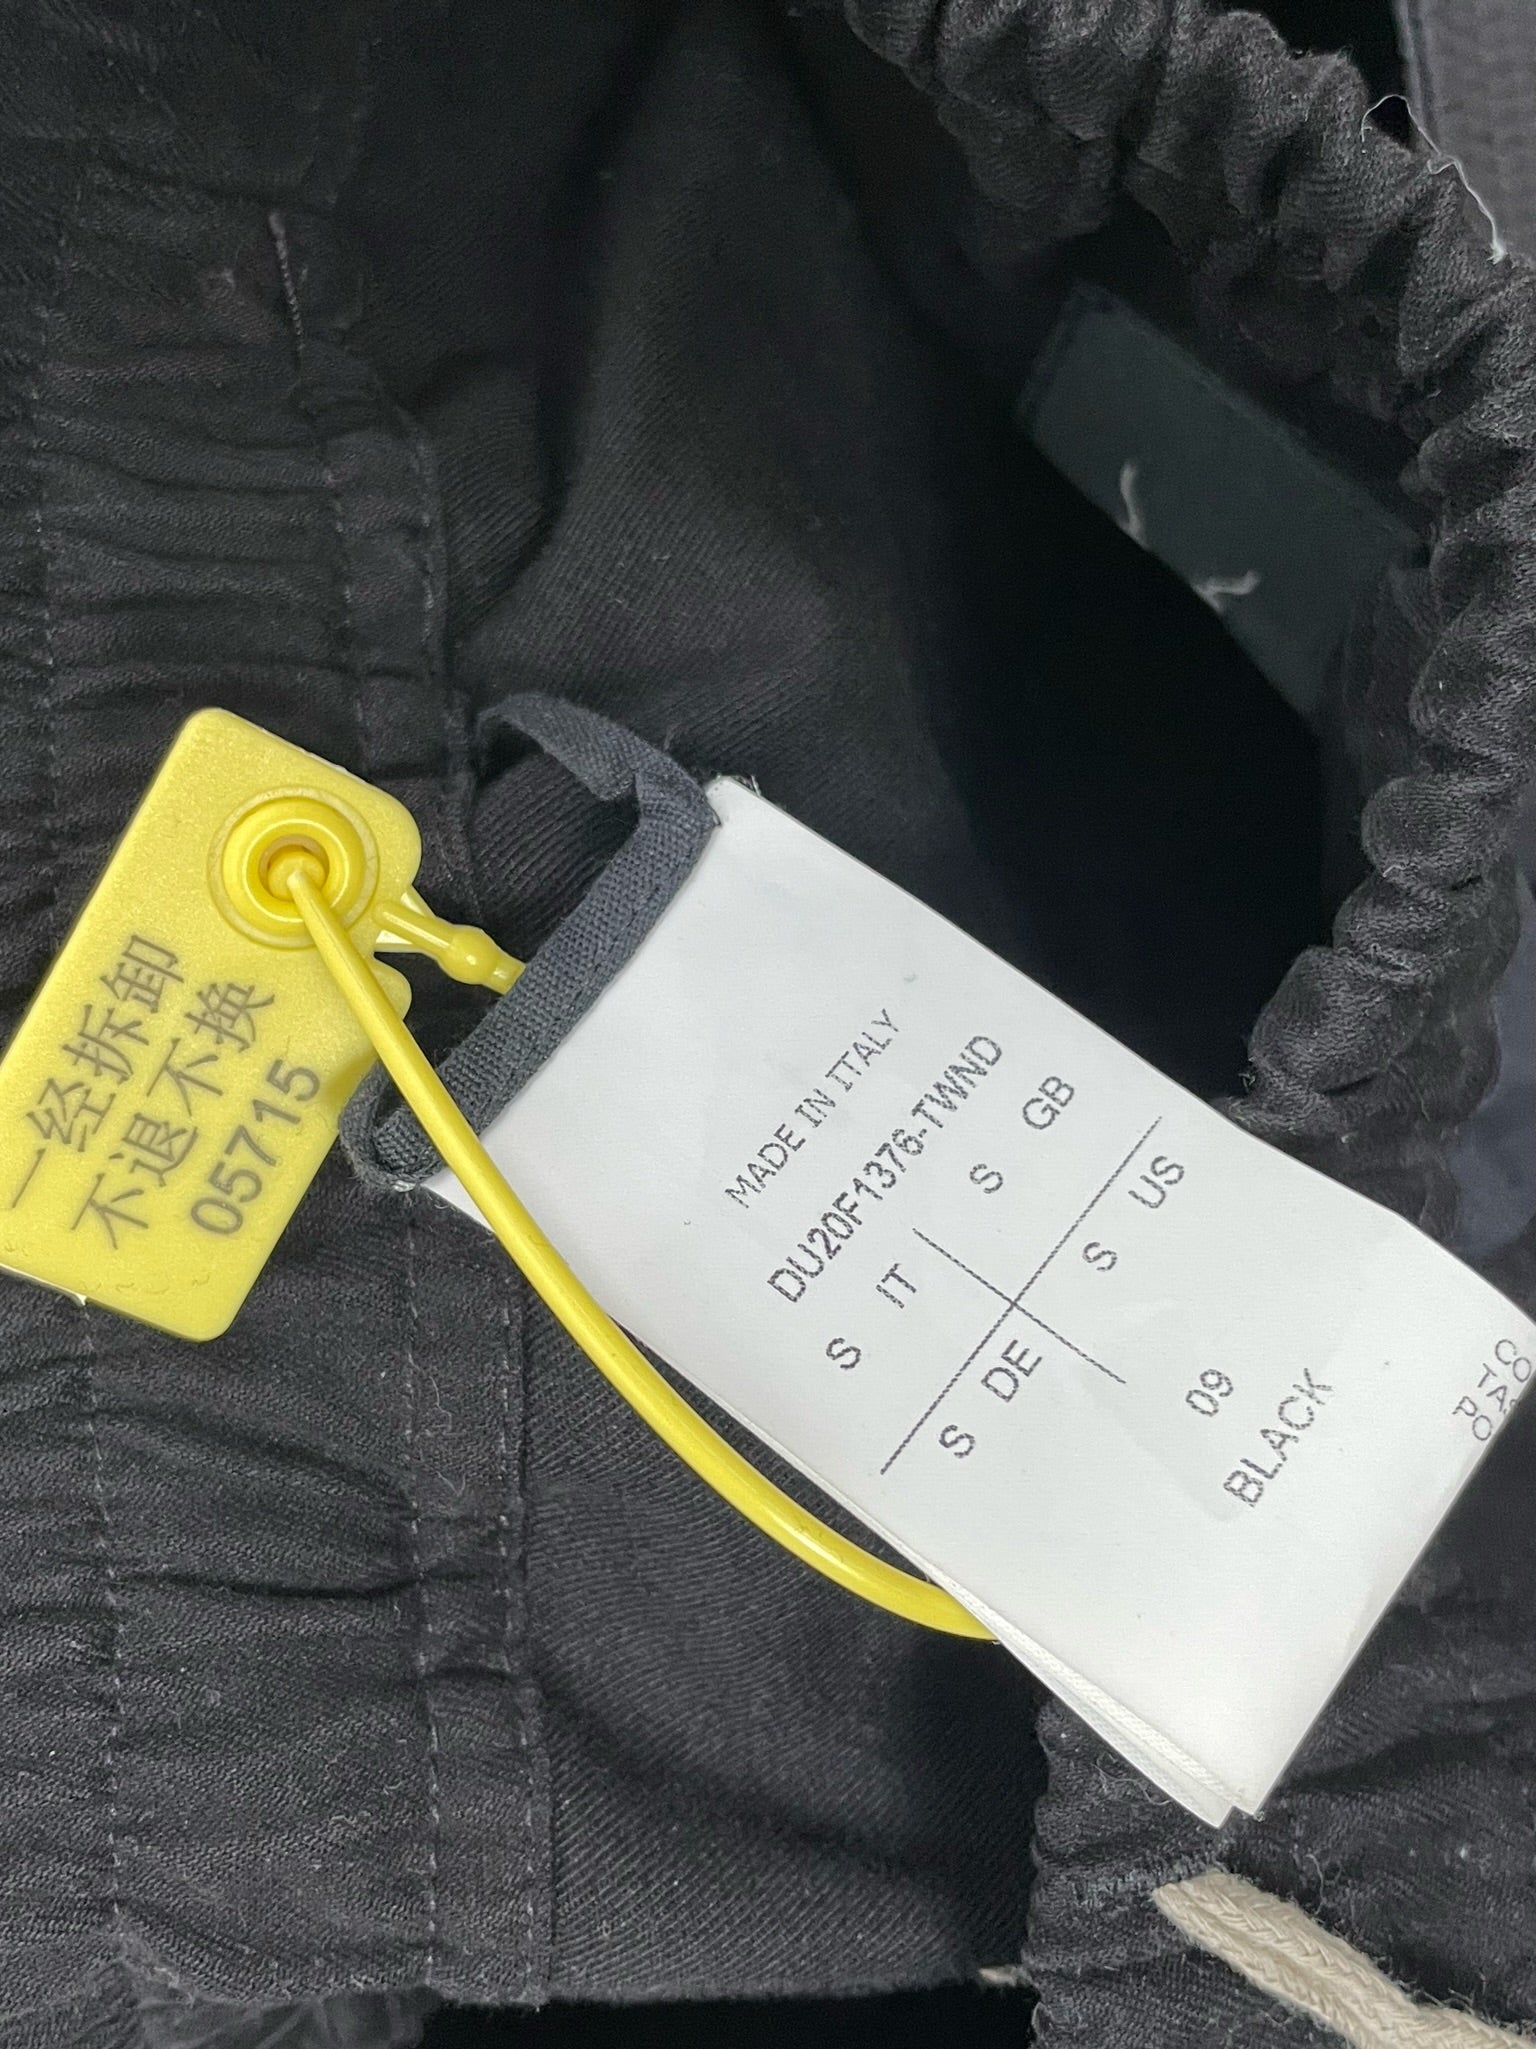 一经拆卸
不退不换
05715
MADE IN ITALY
DU20F1376-TWND
S IT S GB
S DE S US
09
BLACK